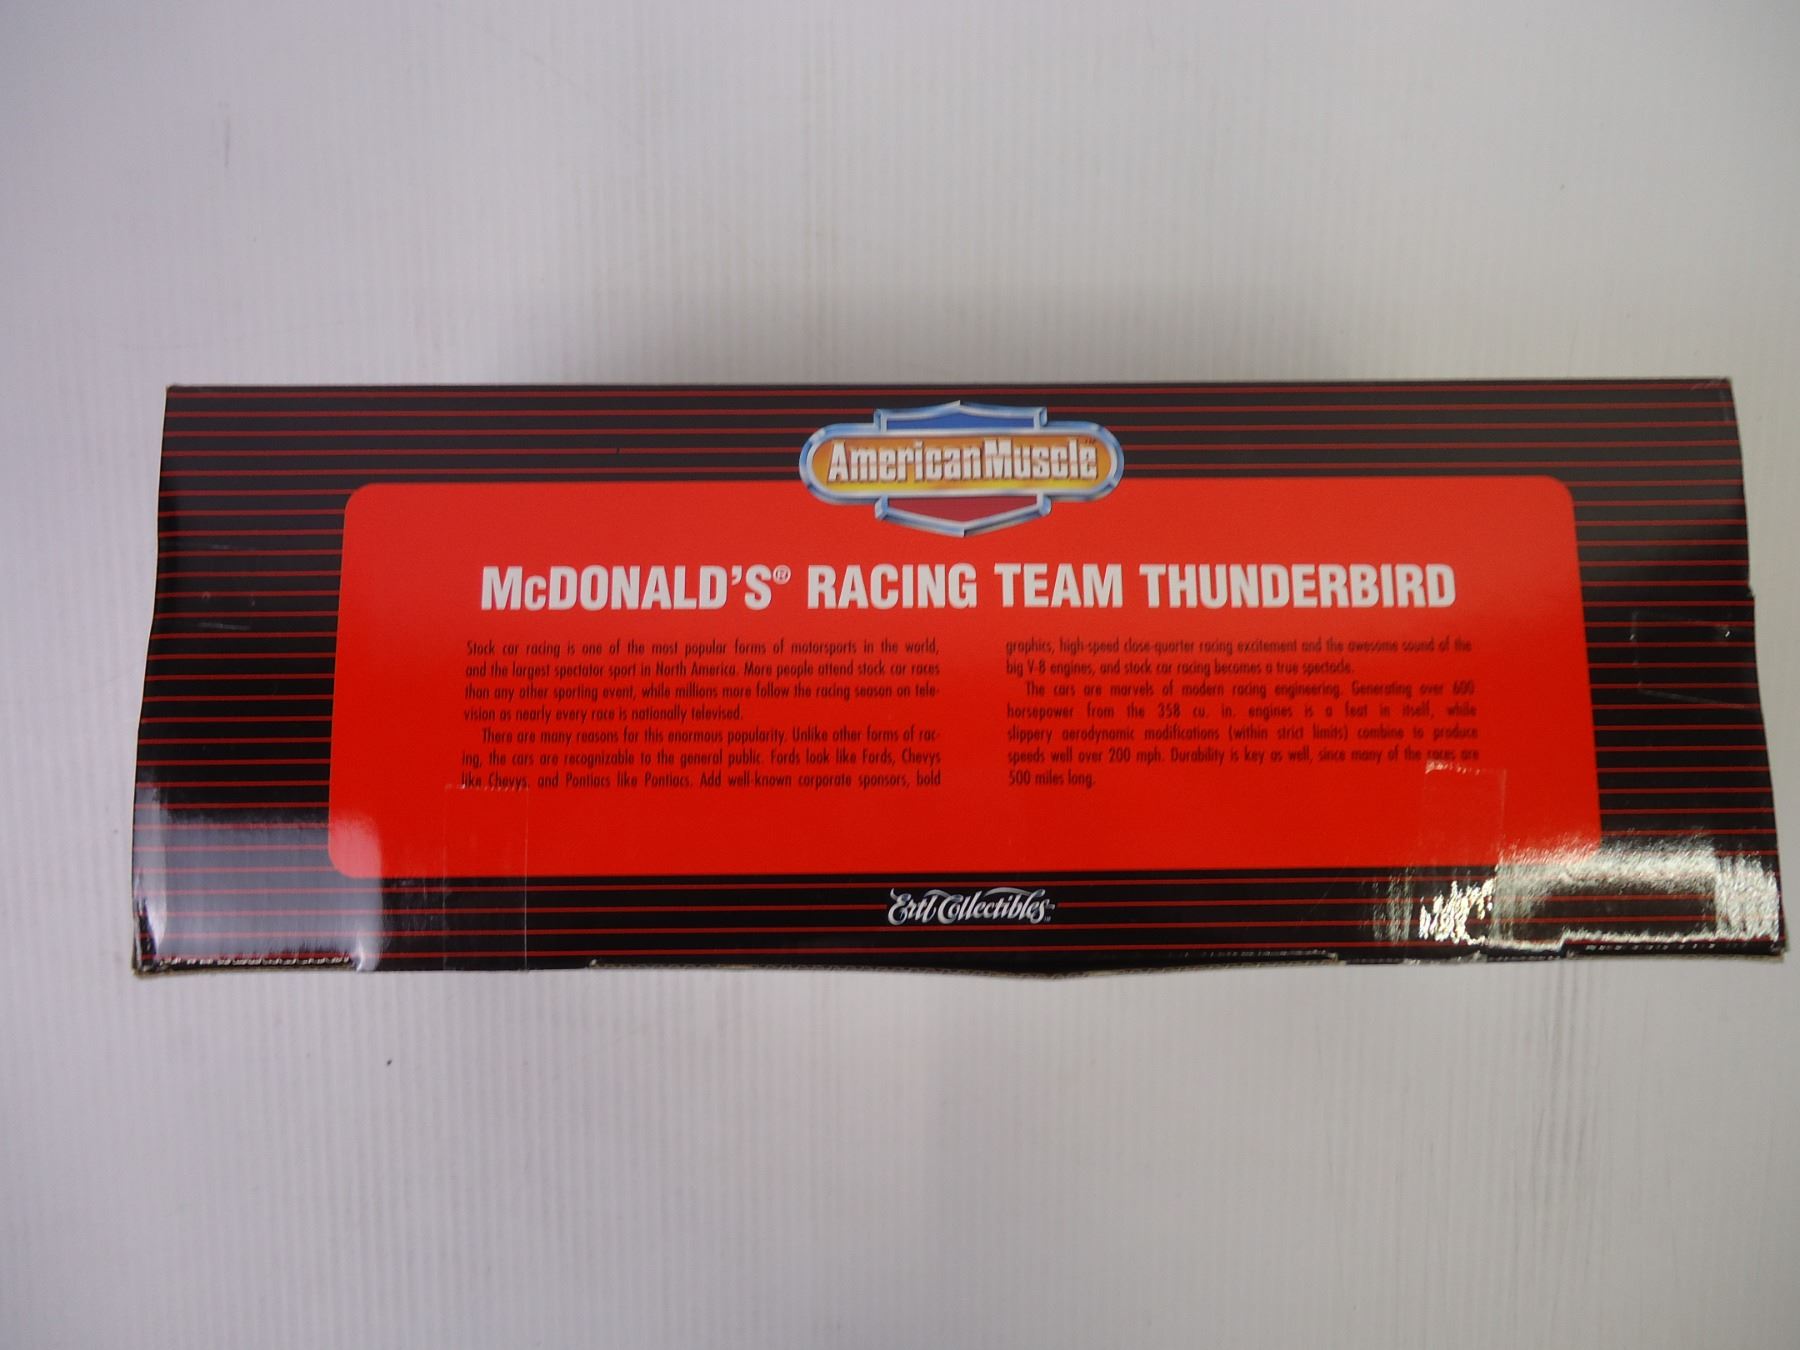 AmericanMuscle™
McDONALD'S® RACING TEAM THUNDERBIRD
Stock car racing is one of the most popular forms of motorsports in the world,
and the largest spectator sport in North America. More people attend stock car races
than any other sporting event, while millions more follow the racing season on tele-
vision as nearly every race is nationally televised.
There are many reasons for this enormous popularity. Unlike other forms of rac-
ing, the cars are recognizable to the general public. Fords look like Fords, Chevys
like Chevys, and Pontiacs like Pontiacs. Add well-known corporate sponsors, bold
graphics, high-speed close-quarter racing excitement and the awesome sound of the
big V-8 engines, and stock car racing becomes a true spectacle.
The cars are marvels of modern racing engineering. Generating over 600
horsepower from the 358 cu. in. engines is a feat in itself, while
slippery aerodynamic modifications (within strict limits) combine to produce
speeds well over 200 mph. Durability is key as well, since many of the races are
500 miles long.
Ertl Collectibles™